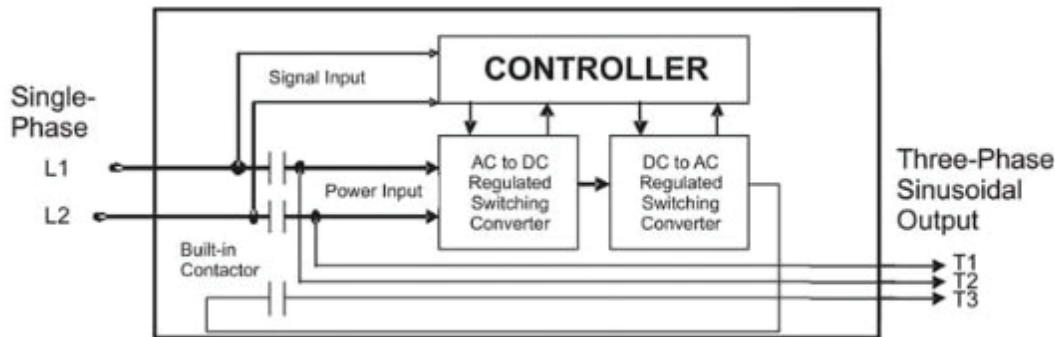 CONTROLLER
Signal Input
Single-
Phase
L1
L2
Power Input
AC to DC
Regulated
Switching
Converter
DC to AC
Regulated
Switching
Converter
Three-Phase
Sinusoidal
Output
Built-in
Contactor
T1
T2
T3